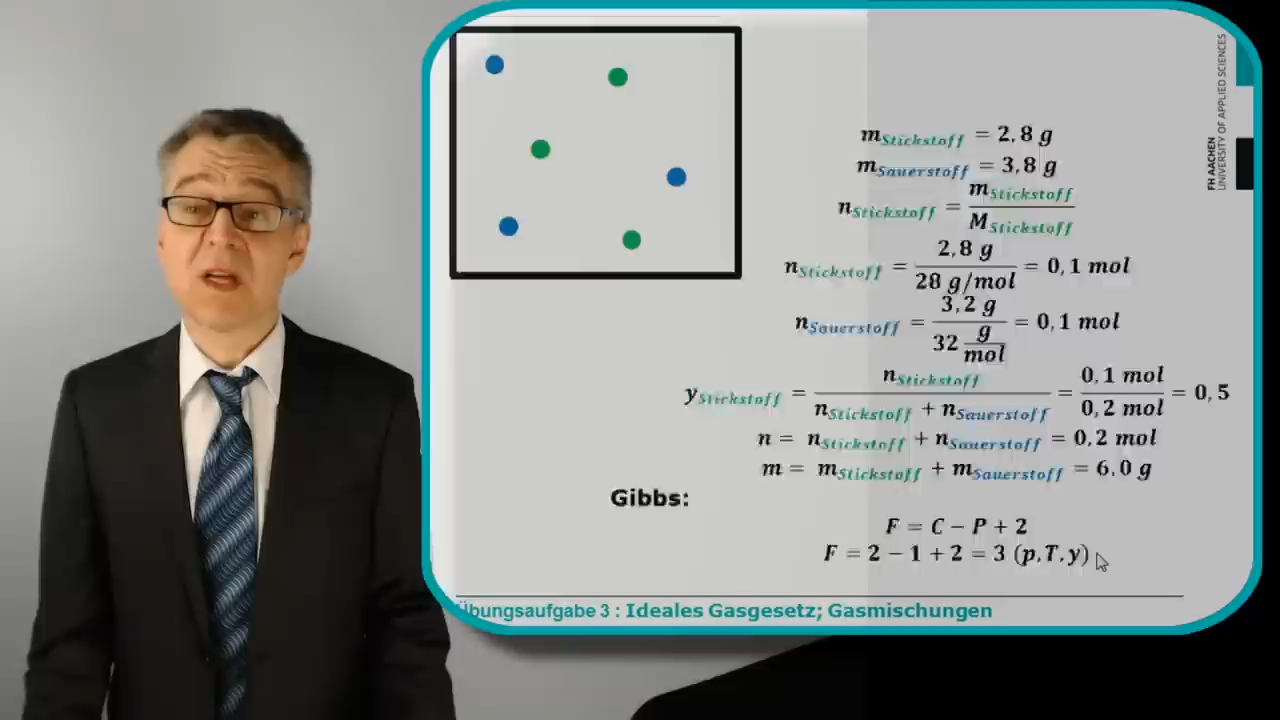 FH AACHEN
UNIVERSITY OF APPLIED SCIENCES
m_Stickstoff = 2,8 g
m_Sauerstoff = 3,8 g
n_Stickstoff = m_Stickstoff / M_Stickstoff
n_Stickstoff = 2,8 g / 28 g/mol = 0,1 mol
n_Sauerstoff = 3,2 g / 32 g/mol = 0,1 mol
y_Stickstoff = n_Stickstoff / n_Stickstoff + n_Sauerstoff = 0,1 mol / 0,2 mol = 0,5
n = n_Stickstoff + n_Sauerstoff = 0,2 mol
m = m_Stickstoff + m_Sauerstoff = 6.0 g
Gibbs:
F = C − P + 2
F = 2 − 1 + 2 = 3 (p,T,y)
Übungsaufgabe 3 : Ideales Gasgesetz; Gasmischungen